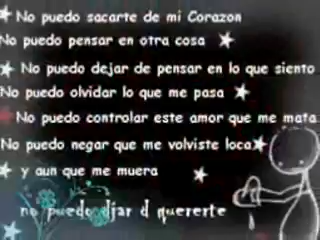 No puedo sacarte de mi Corazon
No puedo pensar en otra cosa
No puedo dejar de pensar en lo que siento
No puedo olvidar lo que me pasa
No puedo controlar este amor que me mata
No puedo negar que me volviste loca
y aun que me muera
no puedo djar d quererte